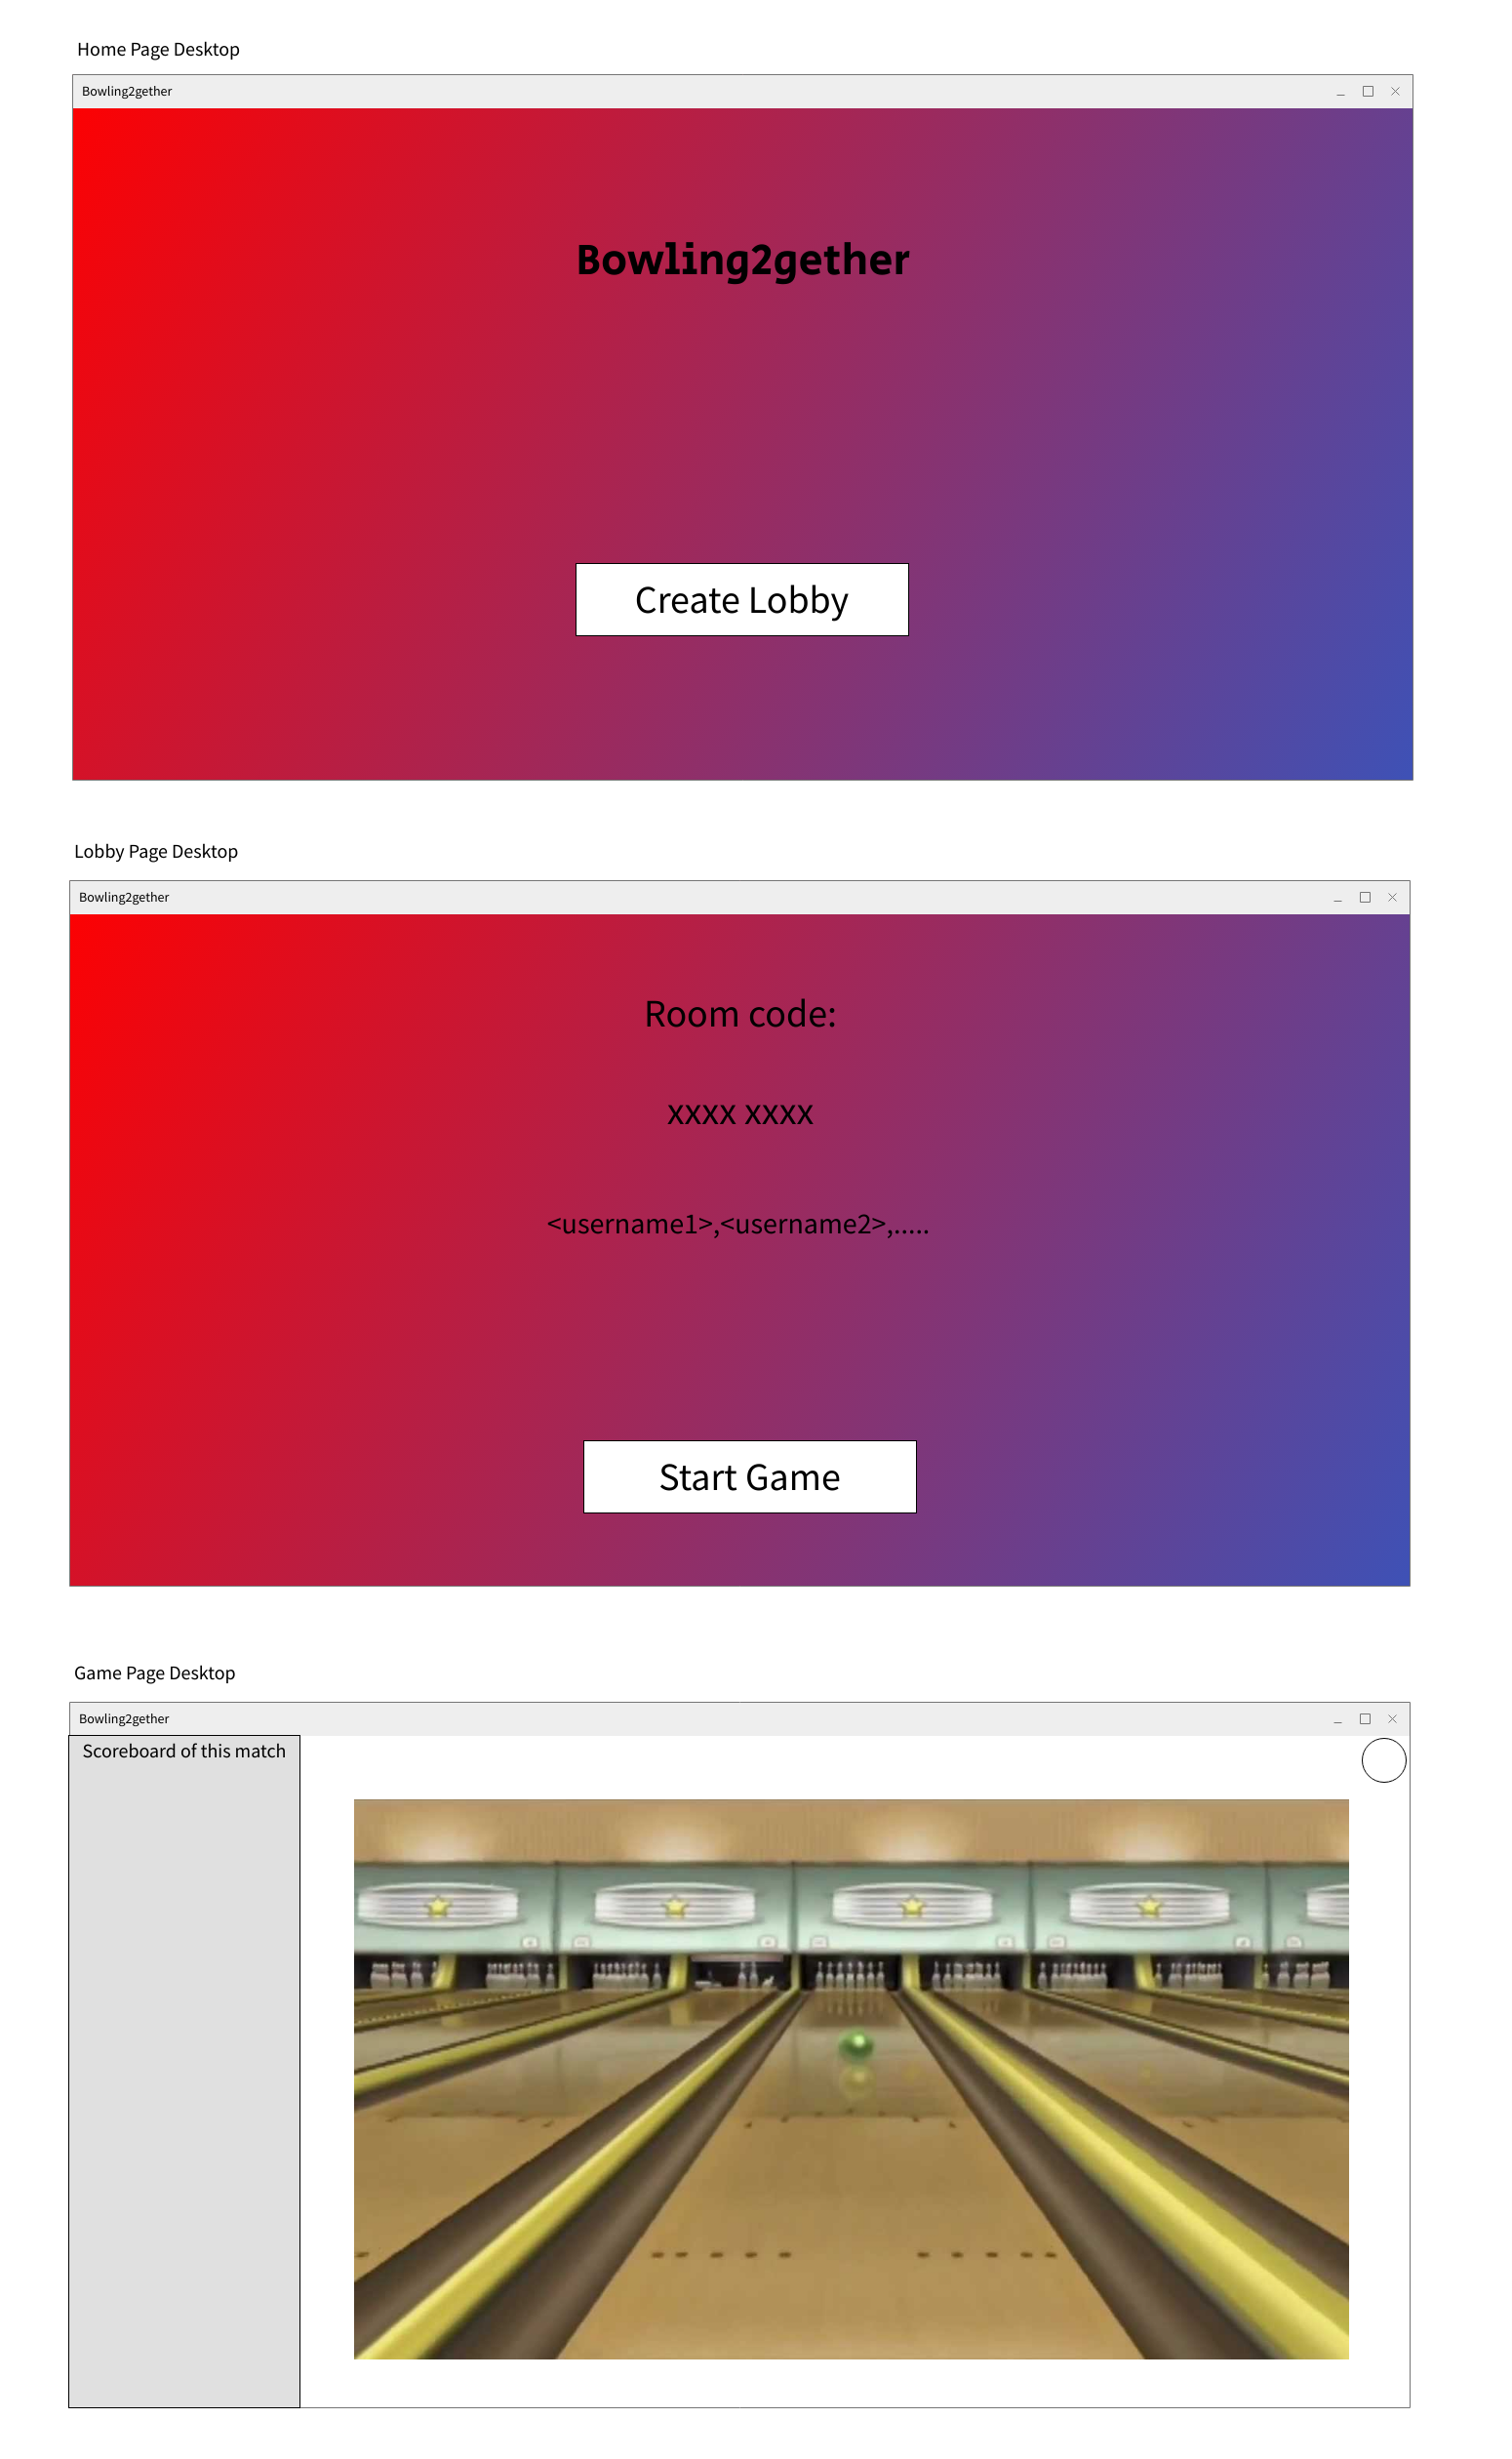 Home Page Desktop
Bowling2gether
Bowling2gether
Create Lobby
Lobby Page Desktop
Bowling2gether
Room code:
xxxx xxxx
<username1>,<username2>,.....
Start Game
Game Page Desktop
Bowling2gether
Scoreboard of this match